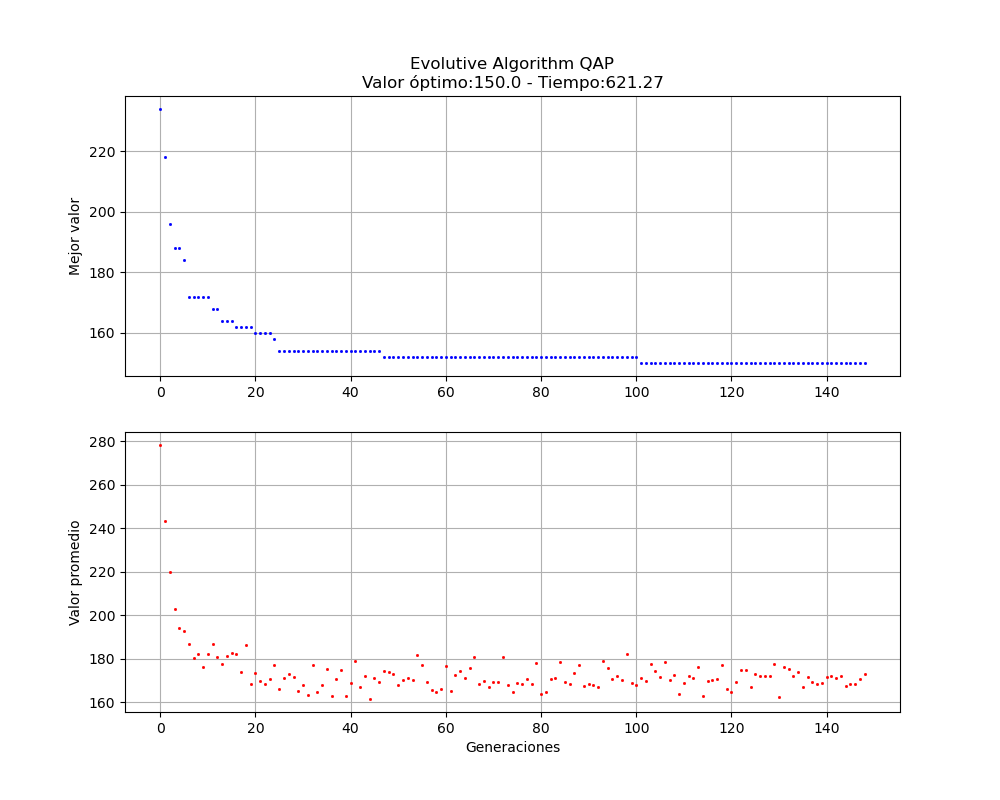 Evolutive Algorithm QAP
Valor óptimo:150.0 - Tiempo:621.27
Mejor valor
220
200
180
160
0 20 40 60 80 100 120 140
Valor promedio
280
260
240
220
200
180
160
0 20 40 60 80 100 120 140
Generaciones